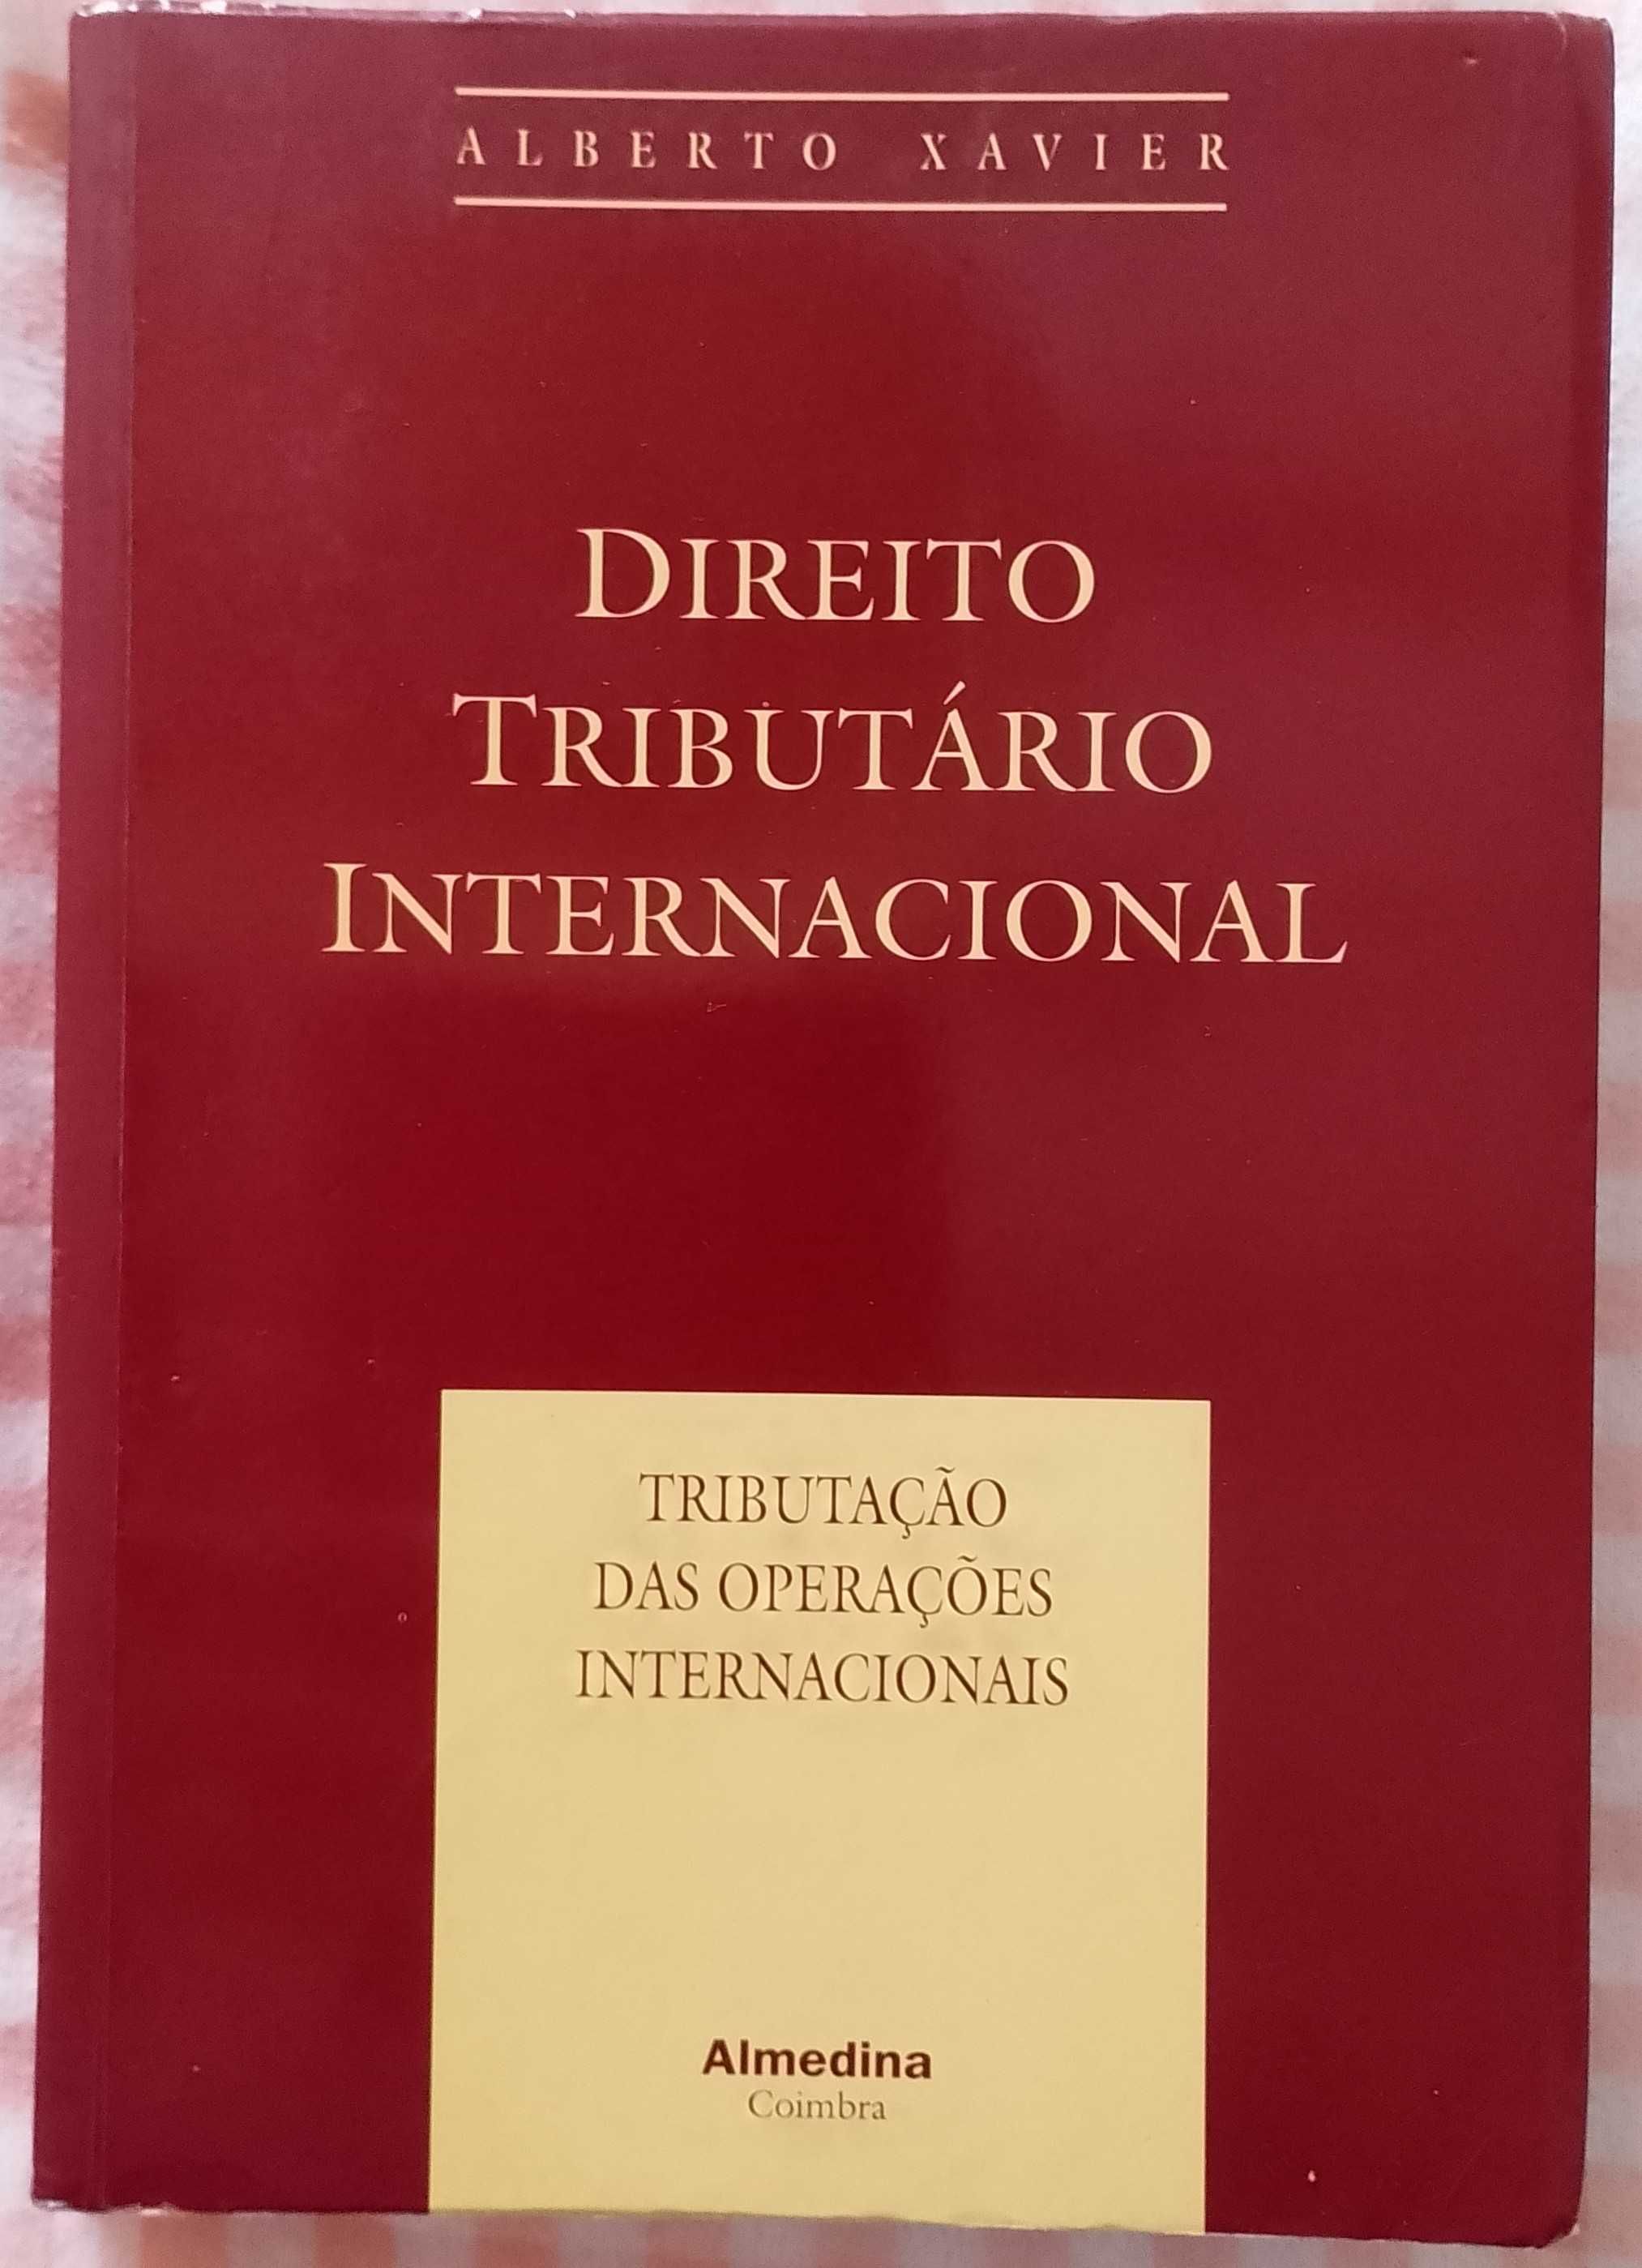 ALBERTO XAVIER
DIREITO
TRIBUTÁRIO
INTERNACIONAL
TRIBUTAÇÃO
DAS OPERAÇÕES
INTERNACIONAIS
Almedina
Coimbra